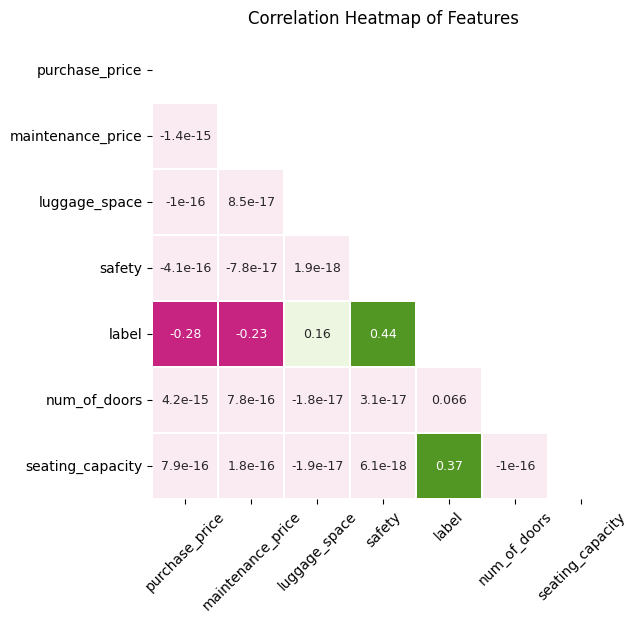 Correlation Heatmap of Features
purchase_price
maintenance_price
-1.4e-15
luggage_space
-1e-16 8.5e-17
safety
-4.1e-16 -7.8e-17 1.9e-18
label
-0.28 -0.23 0.16 0.44
num_of_doors
4.2e-15 7.8e-16 -1.8e-17 3.1e-17 0.066
seating_capacity
7.9e-16 1.8e-16 -1.9e-17 6.1e-18 0.37 -1e-16
purchase_price
maintenance_price
luggage_space
safety
label
num_of_doors
seating_capacity